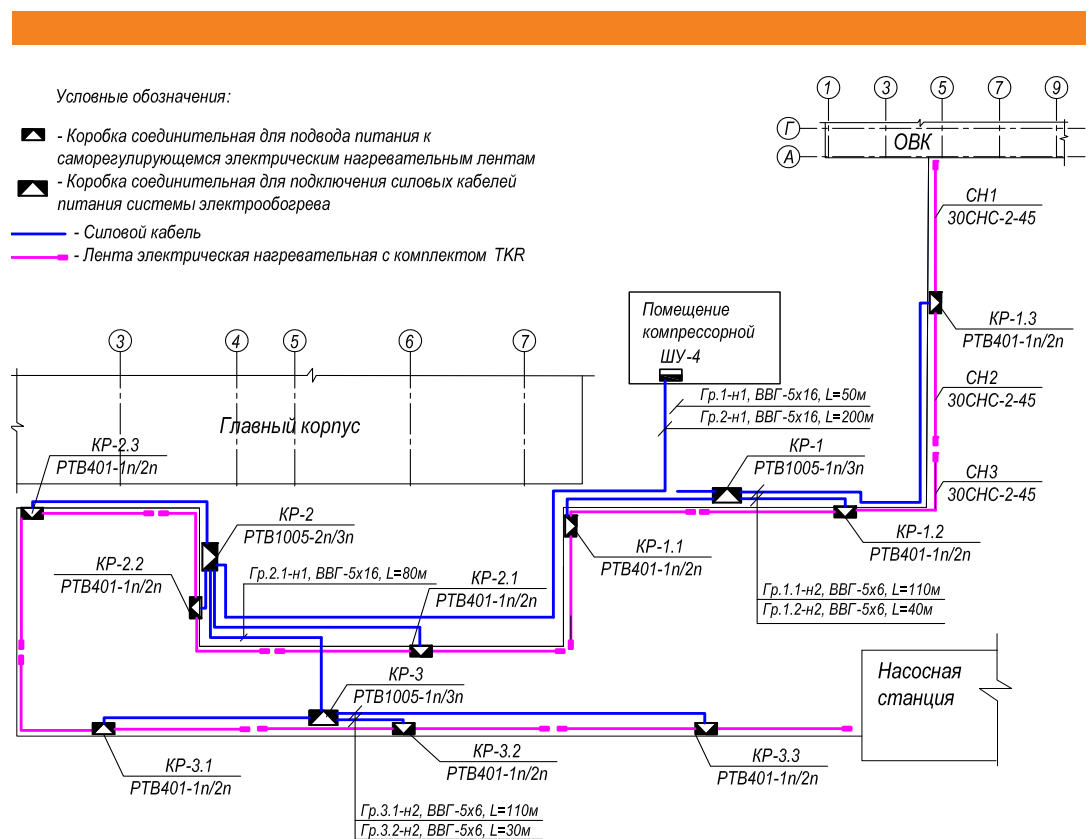 Условные обозначения:
- Коробка соединительная для подвода питания к
саморегулирующемся электрическим нагревательным лентам
- Коробка соединительная для подключения силовых кабелей
питания системы электрообогрева
- Силовой кабель
- Лента электрическая нагревательная с комплектом TKR
1
3
5
7
9
Г
А
ОВК
СН1
30СНС-2-45
КР-1.3
РТВ401-1п/2п
СН2
30СНС-2-45
СН3
30СНС-2-45
Помещение
компрессорной
ШУ-4
Гр.1-н1, ВВГ-5х16, L=50м
Гр.2-н1, ВВГ-5х16, L=200м
3
4
5
6
7
Главный корпус
КР-2.3
РТВ401-1п/2п
КР-1
РТВ1005-1п/3п
КР-2
РТВ1005-2п/3п
КР-1.1
РТВ401-1п/2п
КР-1.2
РТВ401-1п/2п
КР-2.2
РТВ401-1п/2п
Гр.2.1-н1, ВВГ-5х16, L=80м
КР-2.1
РТВ401-1п/2п
Гр.1.1-н2, ВВГ-5х6, L=110м
Гр.1.2-н2, ВВГ-5х6, L=40м
КР-3
РТВ1005-1п/3п
Насосная
станция
КР-3.1
РТВ401-1п/2п
КР-3.2
РТВ401-1п/2п
КР-3.3
РТВ401-1п/2п
Гр.3.1-н2, ВВГ-5х6, L=110м
Гр.3.2-н2, ВВГ-5х6, L=30м